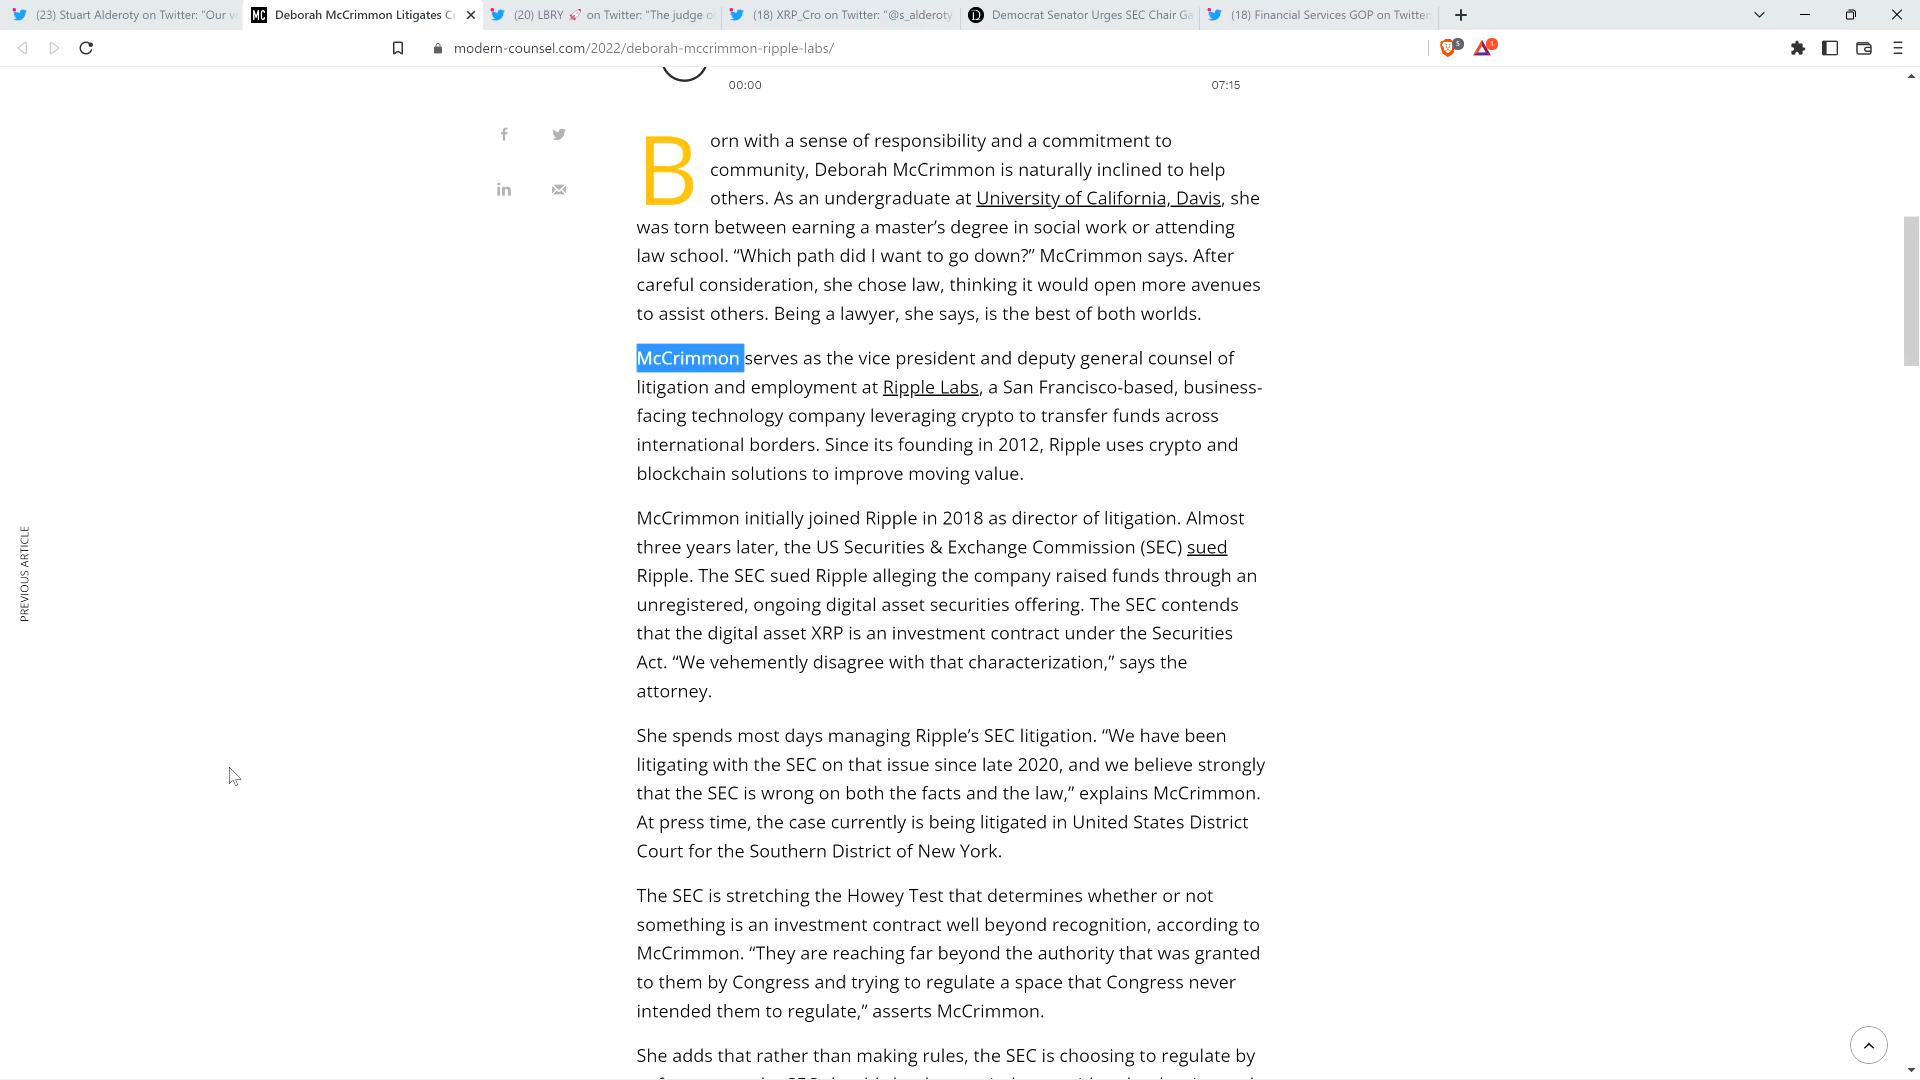 (23) Stuart Alderoty on Twitter: "Our v
MC Deborah McCrimmon Litigates Cr
(20) LBRY 🚀 on Twitter: "The judge o
(18) XRP_Cro on Twitter: "@s_alderoty
Democrat Senator Urges SEC Chair Ga
(18) Financial Services GOP on Twitter
modern-counsel.com/2022/deborah-mccrimmon-ripple-labs/
5
1
00:00
07:15
Born with a sense of responsibility and a commitment to
community, Deborah McCrimmon is naturally inclined to help
others. As an undergraduate at University of California, Davis, she
was torn between earning a master’s degree in social work or attending
law school. “Which path did I want to go down?” McCrimmon says. After
careful consideration, she chose law, thinking it would open more avenues
to assist others. Being a lawyer, she says, is the best of both worlds.
McCrimmon serves as the vice president and deputy general counsel of
litigation and employment at Ripple Labs, a San Francisco-based, business-
facing technology company leveraging crypto to transfer funds across
international borders. Since its founding in 2012, Ripple uses crypto and
blockchain solutions to improve moving value.
PREVIOUS ARTICLE
McCrimmon initially joined Ripple in 2018 as director of litigation. Almost
three years later, the US Securities & Exchange Commission (SEC) sued
Ripple. The SEC sued Ripple alleging the company raised funds through an
unregistered, ongoing digital asset securities offering. The SEC contends
that the digital asset XRP is an investment contract under the Securities
Act. “We vehemently disagree with that characterization,” says the
attorney.
She spends most days managing Ripple’s SEC litigation. “We have been
litigating with the SEC on that issue since late 2020, and we believe strongly
that the SEC is wrong on both the facts and the law,” explains McCrimmon.
At press time, the case currently is being litigated in United States District
Court for the Southern District of New York.
The SEC is stretching the Howey Test that determines whether or not
something is an investment contract well beyond recognition, according to
McCrimmon. “They are reaching far beyond the authority that was granted
to them by Congress and trying to regulate a space that Congress never
intended them to regulate,” asserts McCrimmon.
She adds that rather than making rules, the SEC is choosing to regulate by